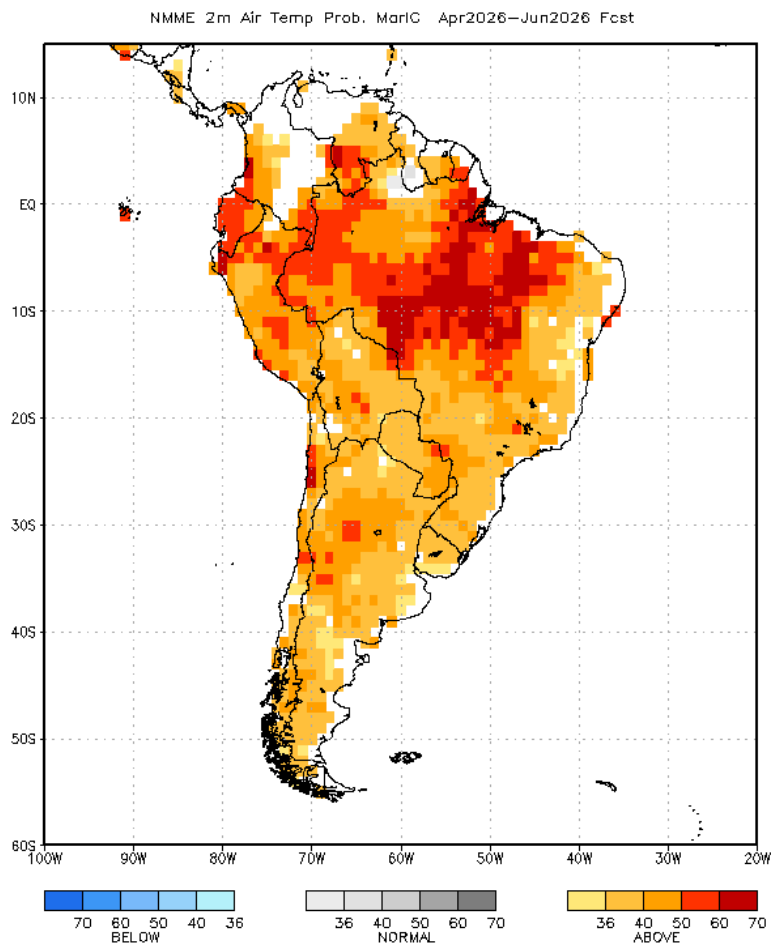 NMME 2m Air Temp Prob. MarIC Apr2026-Jun2026 Fcst
10N
EQ
10S
20S
30S
40S
50S
60S
100W 90W 80W 70W 60W 50W 40W 30W 20W
70 60 50 40 36 36 40 50 60 70 36 40 50 60 70
BELOW NORMAL ABOVE